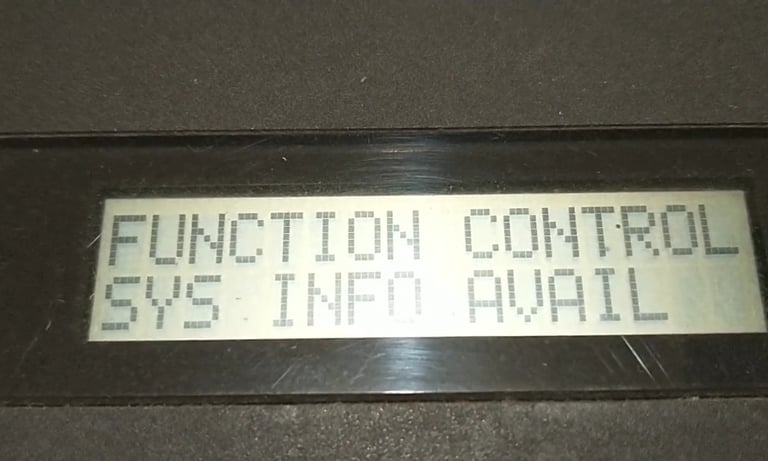 FUNCTION CONTROL
SYS INFO AVAIL